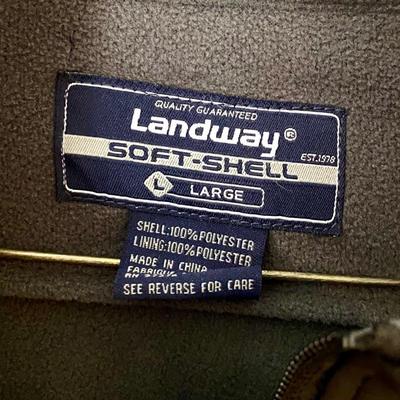 QUALITY GUARANTEED
Landway®
EST.1978
SOFT-SHELL
L LARGE
SHELL:100% POLYESTER
LINING:100% POLYESTER
MADE IN CHINA
SEE REVERSE FOR CARE